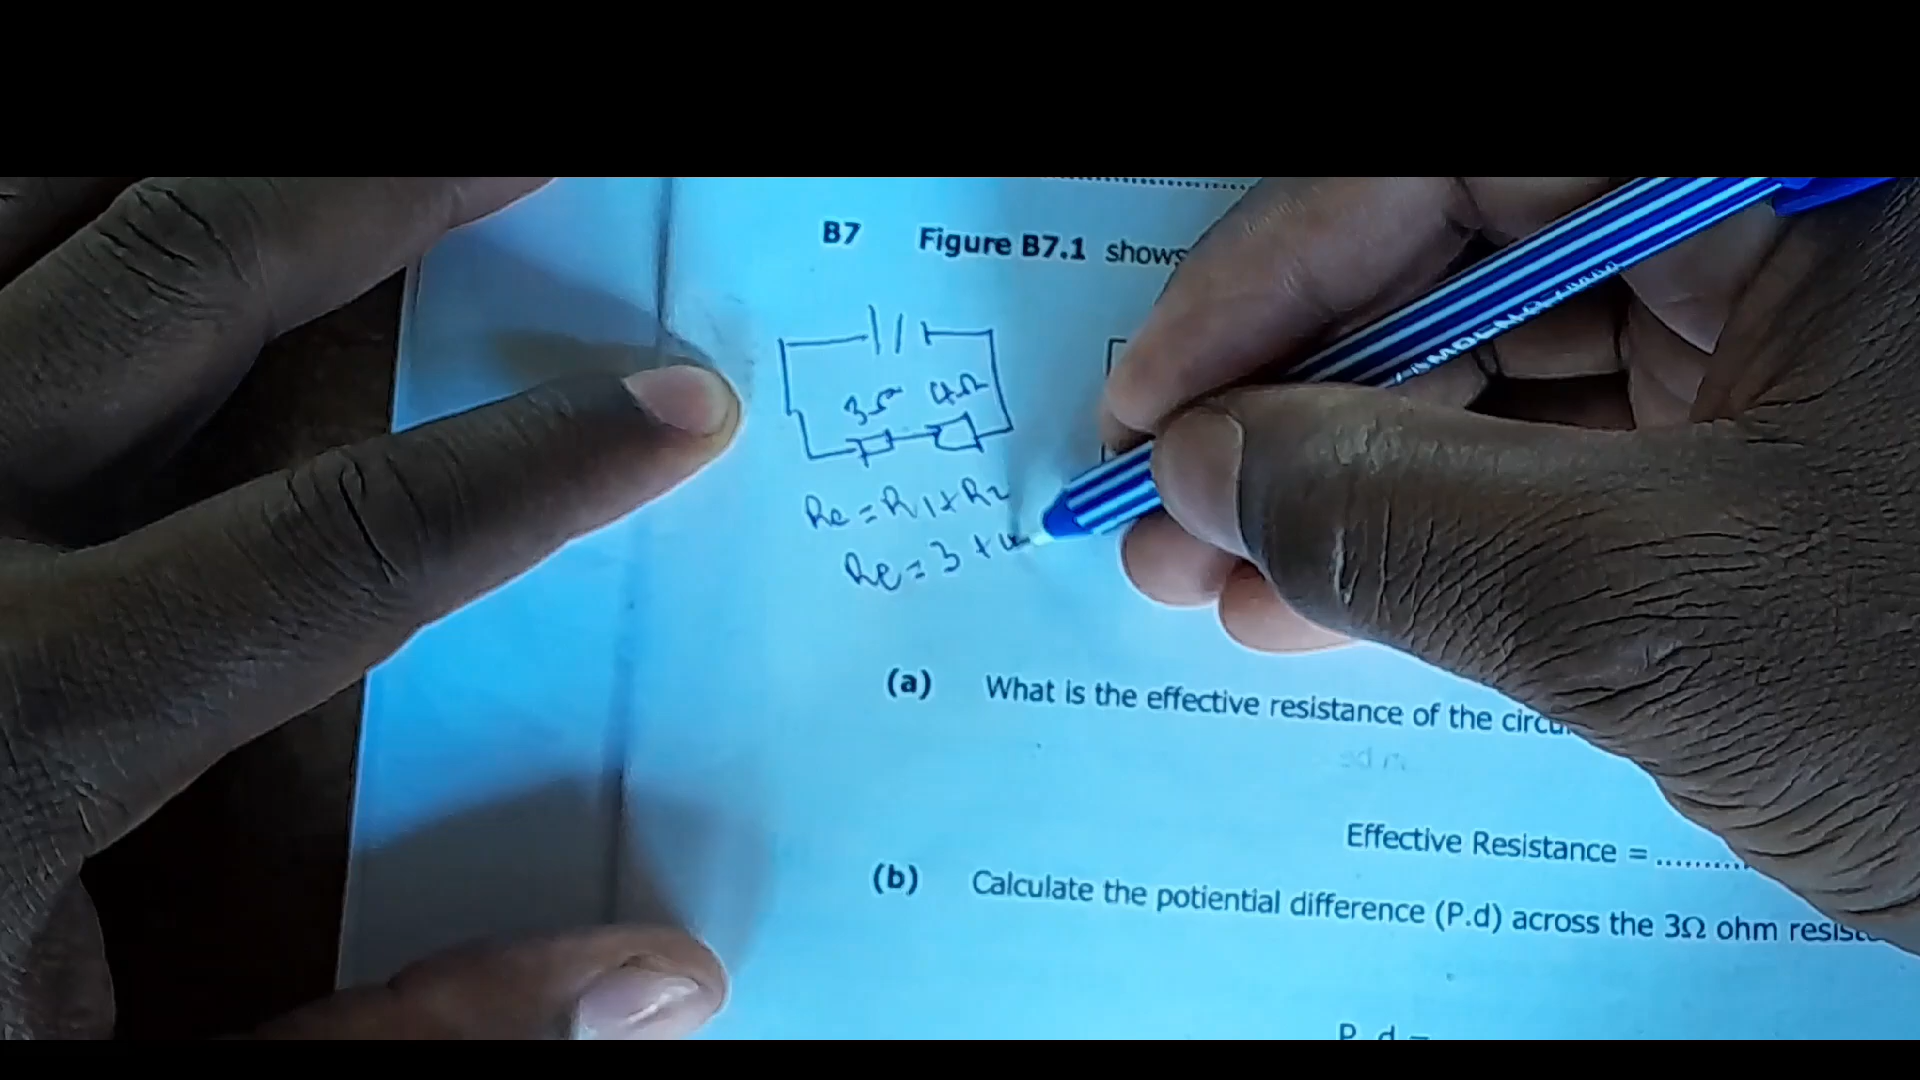 B7 Figure B7.1 shows
3Ω 4Ω
Re = R1 + R2
Re = 3 + 4
(a) What is the effective resistance of the circu
Effective Resistance = ..........
(b) Calculate the potiential difference (P.d) across the 3Ω ohm resist
P.d =